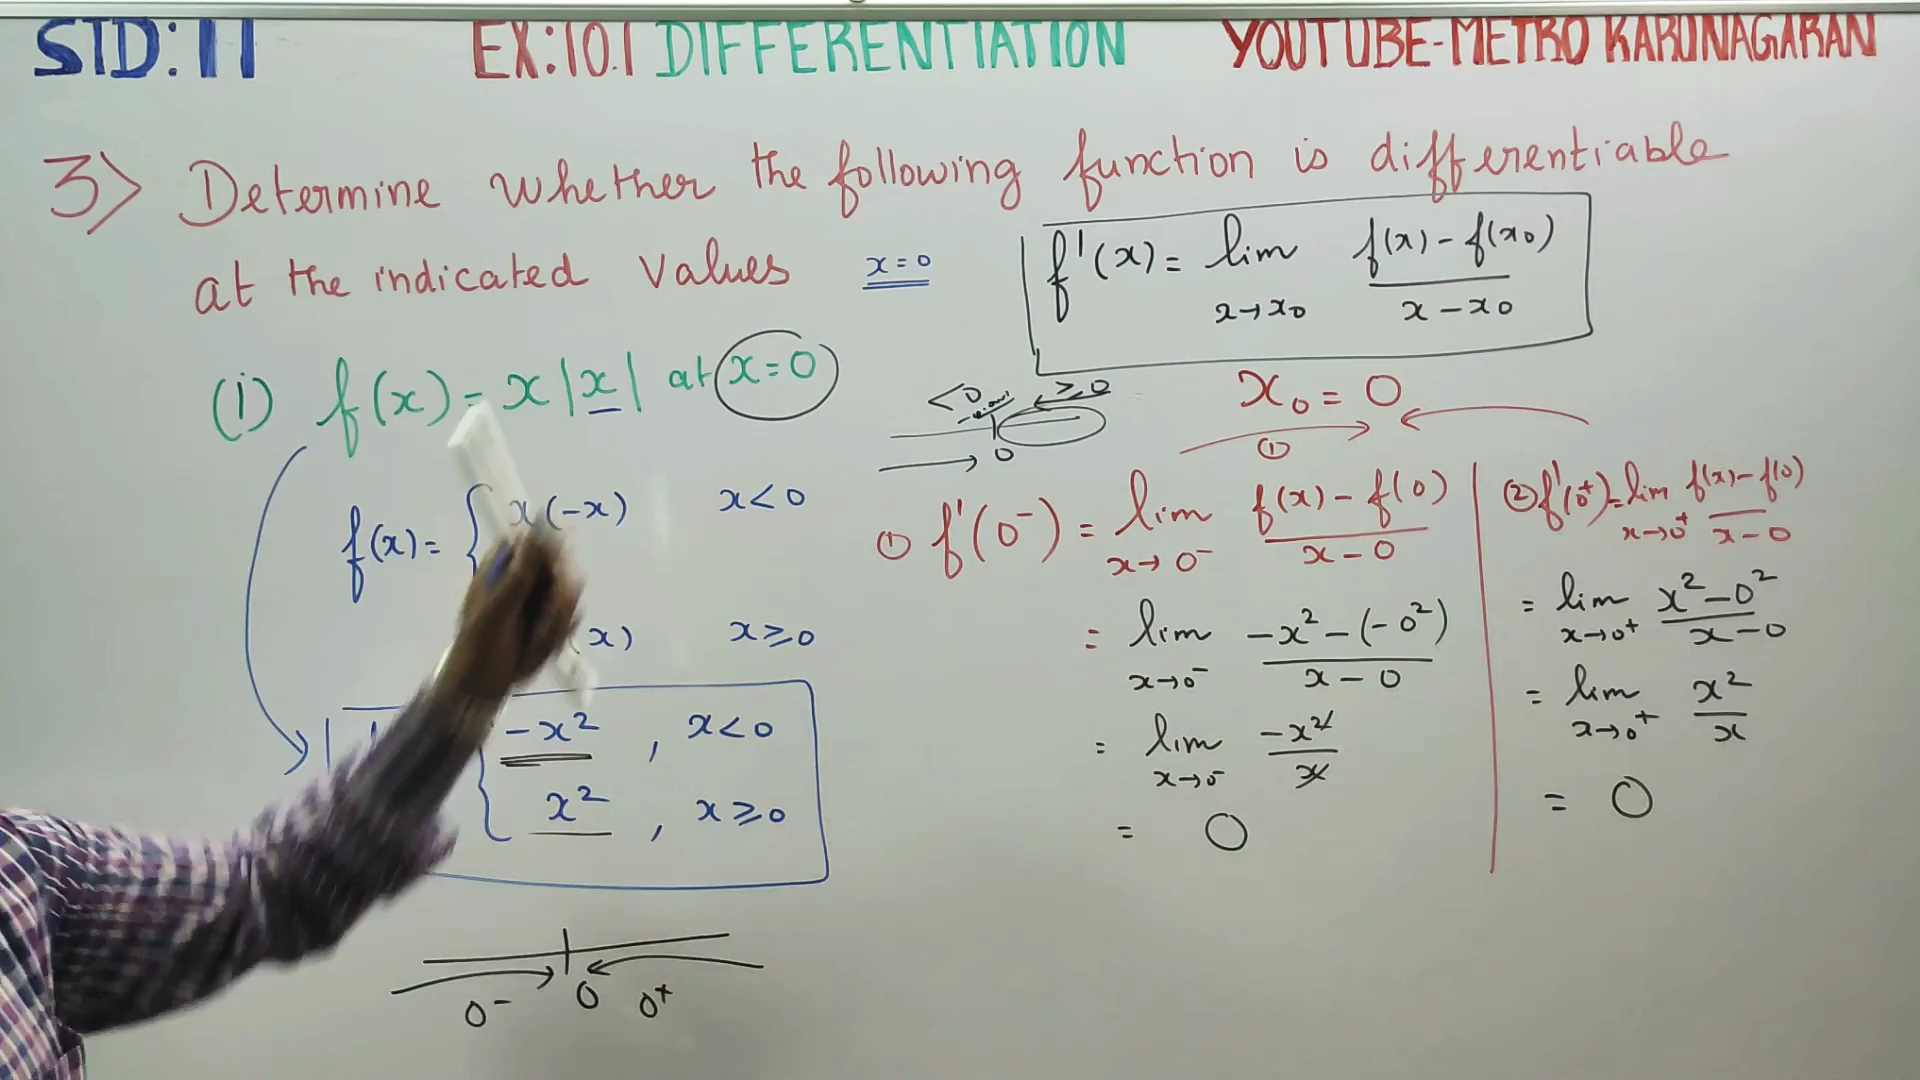 STD: 11 EX:10.1 DIFFERENTIATION YOUTUBE-METRO KARUNAGARAN
3) Determine whether the following function is differentiable
at the indicated values x=0
f'(x) = lim f(x) - f(x₀)
x→x₀ x - x₀
(i) f(x) = x|x| at x=0
<0 ≥0
0
x₀ = 0
①
f(x) = { x(-x) x<0
(x) x≥0
-x² , x<0
x² , x≥0
0⁻ 0 0⁺
① f'(0⁻) = lim f(x) - f(0)
x→0⁻ x - 0
= lim -x² - (-0²)
x→0⁻ x - 0
= lim -x²
x→0⁻ x
= 0
② f'(0⁺) = lim f(x) - f(0)
x→0⁺ x - 0
= lim x² - 0²
x→0⁺ x - 0
= lim x²
x→0⁺ x
= 0